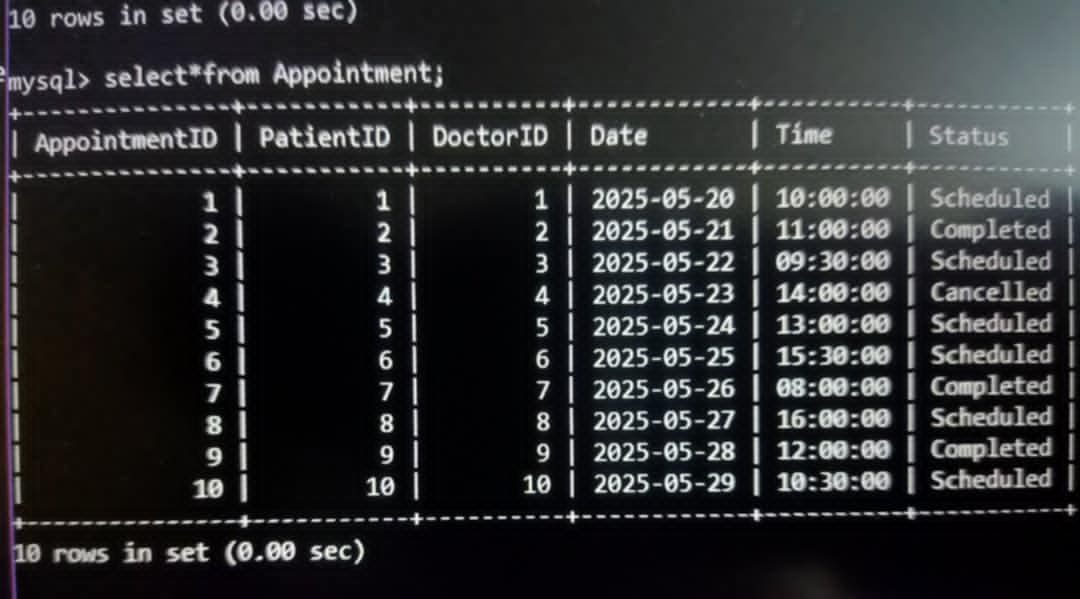 10 rows in set (0.00 sec)
mysql> select*from Appointment;
+---------------+-----------+----------+------------+----------+-----------+
| AppointmentID | PatientID | DoctorID | Date | Time | Status |
+---------------+-----------+----------+------------+----------+-----------+
| 1 | 1 | 1 | 2025-05-20 | 10:00:00 | Scheduled |
| 2 | 2 | 2 | 2025-05-21 | 11:00:00 | Completed |
| 3 | 3 | 3 | 2025-05-22 | 09:30:00 | Scheduled |
| 4 | 4 | 4 | 2025-05-23 | 14:00:00 | Cancelled |
| 5 | 5 | 5 | 2025-05-24 | 13:00:00 | Scheduled |
| 6 | 6 | 6 | 2025-05-25 | 15:30:00 | Scheduled |
| 7 | 7 | 7 | 2025-05-26 | 08:00:00 | Completed |
| 8 | 8 | 8 | 2025-05-27 | 16:00:00 | Scheduled |
| 9 | 9 | 9 | 2025-05-28 | 12:00:00 | Completed |
| 10 | 10 | 10 | 2025-05-29 | 10:30:00 | Scheduled |
+---------------+-----------+----------+------------+----------+-----------+
10 rows in set (0.00 sec)